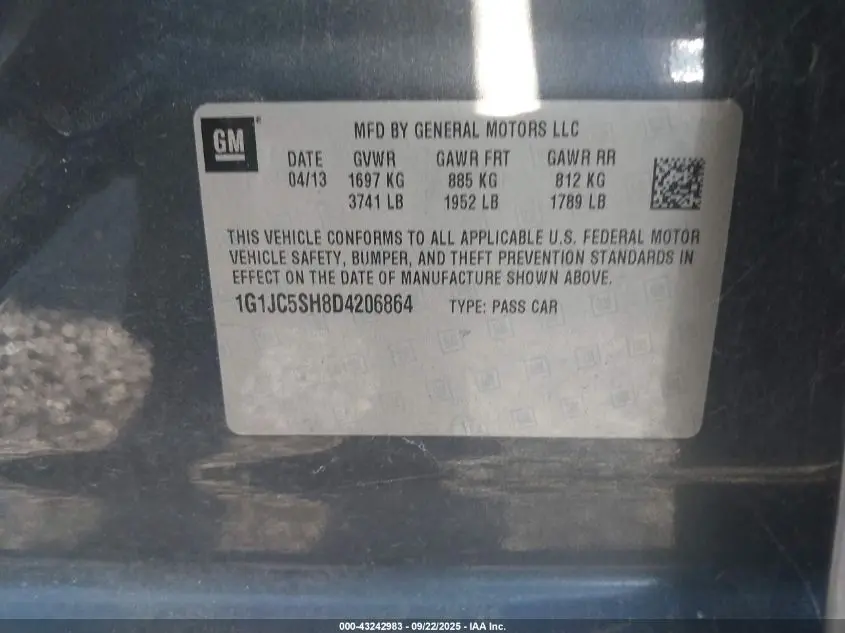 GM
MFD BY GENERAL MOTORS LLC
DATE GVWR GAWR FRT GAWR RR
04/13 1697 KG 885 KG 812 KG
3741 LB 1952 LB 1789 LB
THIS VEHICLE CONFORMS TO ALL APPLICABLE U.S. FEDERAL MOTOR
VEHICLE SAFETY, BUMPER, AND THEFT PREVENTION STANDARDS IN
EFFECT ON THE DATE OF MANUFACTURE SHOWN ABOVE.
1G1JC5SH8D4206864 TYPE: PASS CAR
000-43242983 - 09/22/2025 - IAA Inc.